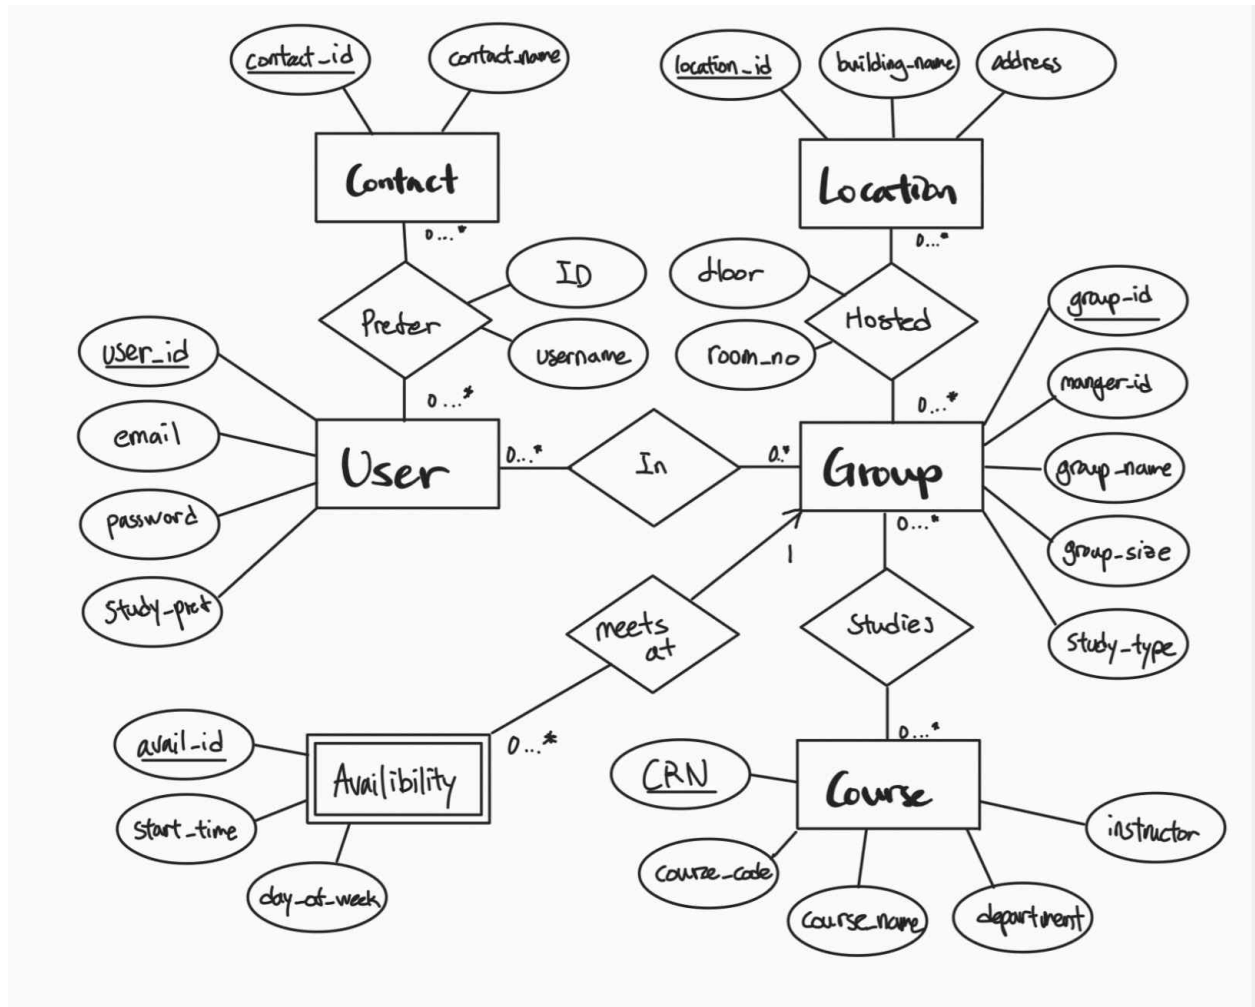 contact_id
contact_name
location_id
building_name
address
Contact
Location
0...*
0...*
ID
floor
group_id
Prefer
Hosted
user_id
username
room_no
manger_id
0...*
0...*
email
User
0...*
In
0.*
Group
group_name
password
0...*
group_size
1
study_pref
meets
at
Studies
study_type
avail_id
0...*
0...*
Availibility
CRN
Course
start_time
instructor
course_code
day_of_week
course_name
department